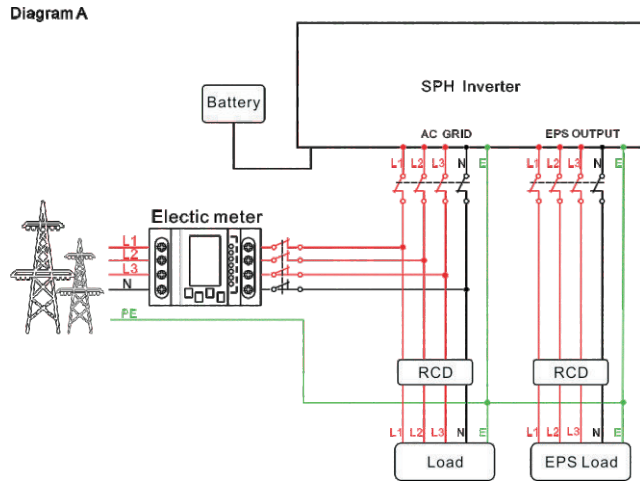 Diagram A
SPH Inverter
Battery
AC GRID
EPS OUTPUT
L1 L2 L3 N E
L1 L2 L3 N E
Electic meter
L1
L2
L3
N
PE
RCD
RCD
L1 L2 L3 N E
L1 L2 L3 N E
Load
EPS Load